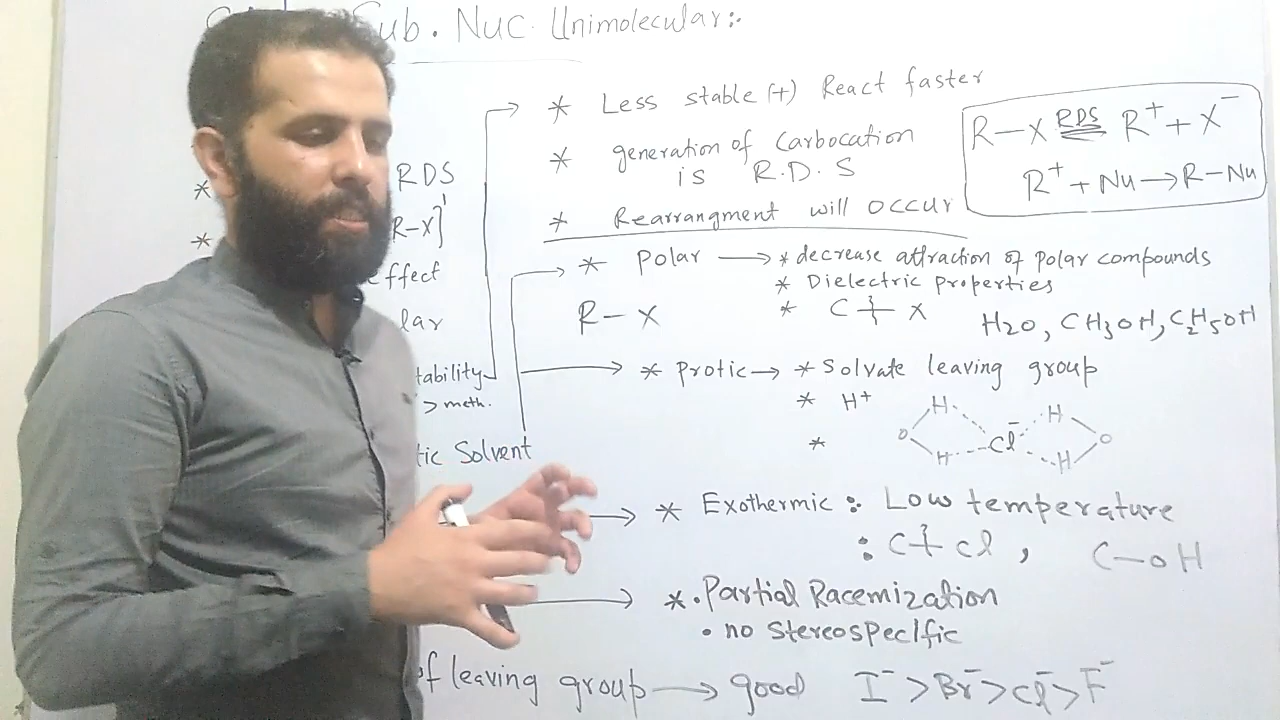 Sub. Nuc. Unimolecular:-
* Less stable (+) React faster
* generation of Carbocation
is R.D.S
* Rearrangment will occur
R-X RDS R⁺ + X⁻
R⁺ + Nu → R-Nu
* RDS
* R-X]¹
effect
lar
tability
> meth.
tic Solvent
* Polar → * decrease attraction of polar compounds
* Dielectric Properties
R-X * C-X H2O, CH3OH, C2H5OH
* Protic → * Solvate leaving group
* H+
*
H H
O Cl⁻ O
H H
→ * Exothermic : Low temperature
: C-Cl, C-OH
→ * . Partial Racemization
• no Stereospecific
of leaving group → good I⁻ > Br⁻ > Cl⁻ > F⁻